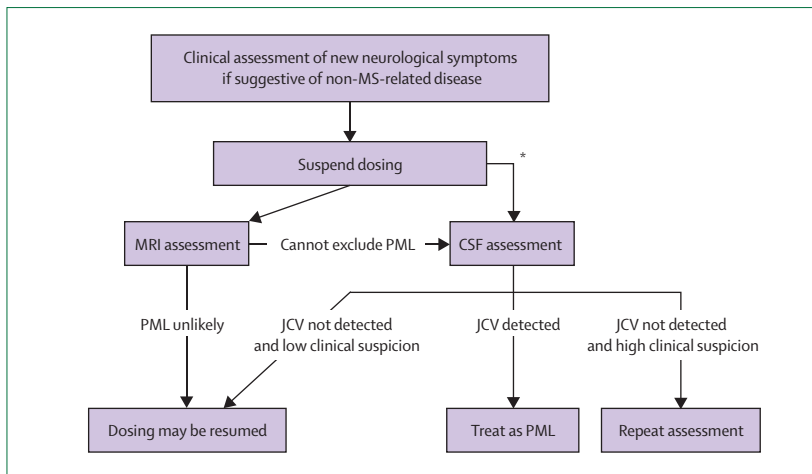 Clinical assessment of new neurological symptoms
if suggestive of non-MS-related disease
Suspend dosing
*
MRI assessment
Cannot exclude PML
CSF assessment
PML unlikely
JCV not detected
and low clinical suspicion
JCV detected
JCV not detected
and high clinical suspicion
Dosing may be resumed
Treat as PML
Repeat assessment